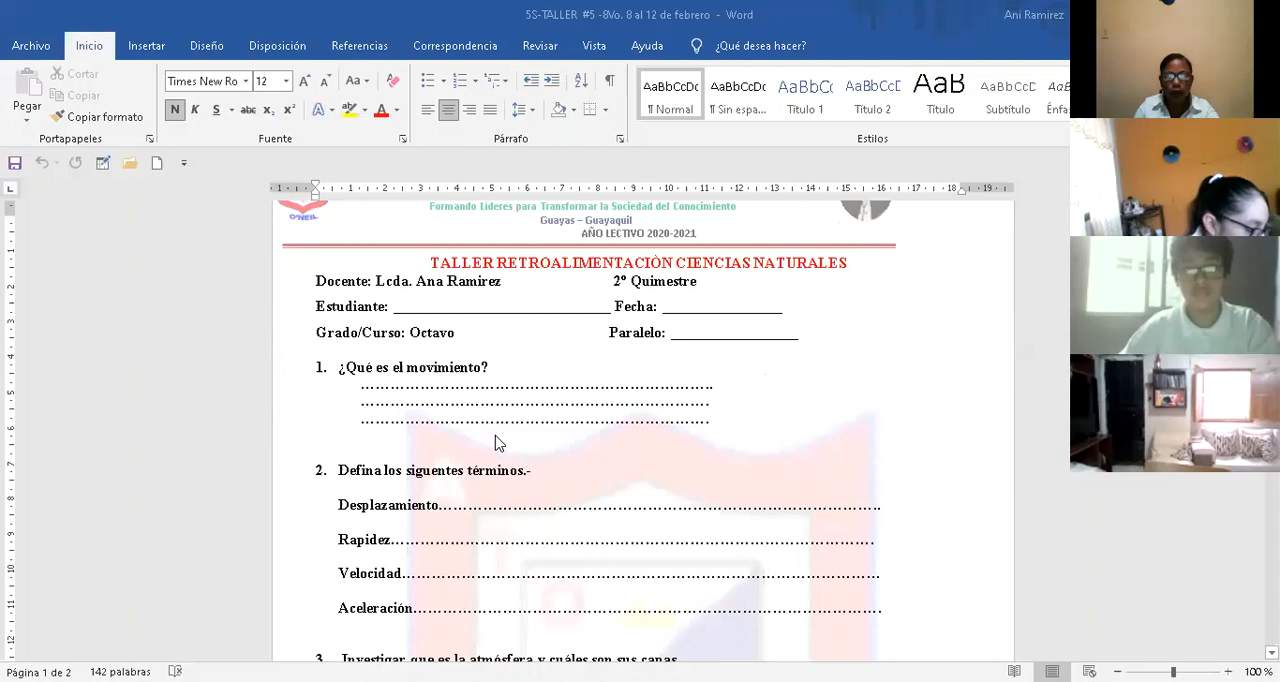 5S-TALLER #5 -8Vo. 8 al 12 de febrero - Word
Ani Ramirez
Archivo Inicio Insertar Diseño Disposición Referencias Correspondencia Revisar Vista Ayuda ¿Qué desea hacer?
Cortar
Copiar
Copiar formato
Pegar
Portapapeles
Times New Ro 12
Fuente
Párrafo
AaBbCcDc ¶ Normal
AaBbCcDc ¶ Sin espa...
AaBbCc Título 1
AaBbCcC Título 2
AaB Título
AaBbCcC Subtítulo
Estilos
O'NEIL
Formando Lideres para Transformar la Sociedad del Conocimiento
Guayas – Guayaquil
AÑO LECTIVO 2020-2021
TALLER RETROALIMENTACIÒN CIENCIAS NATURALES
Docente: Lcda. Ana Ramirez 2º Quimestre
Estudiante: ______________________________ Fecha: ________________
Grado/Curso: Octavo Paralelo: _________________
1. ¿Qué es el movimiento?
………………………………………………………………..
……………………………………………………………….
……………………………………………………………….
2. Defina los siguentes términos.-
Desplazamiento………………………………………………………………………..
Rapidez……………………………………………………………………………….
Velocidad………………………………………………………………………………
Aceleración…………………………………………………………………………….
3. Investigar que es la atmósfera y cuáles son sus capas
Página 1 de 2 142 palabras 100 %